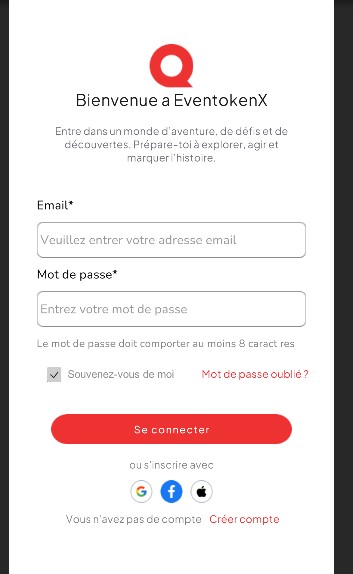 Bienvenue a EventokenX
Entre dans un monde d'aventure, de défis et de
découvertes. Prépare-toi à explorer, agir et
marquer l'histoire.
Email*
Veuillez entrer votre adresse email
Mot de passe*
Entrez votre mot de passe
Le mot de passe doit comporter au moins 8 caract res
Souvenez-vous de moi
Mot de passe oublié ?
Se connecter
ou s'inscrire avec
Vous n'avez pas de compte Créer compte